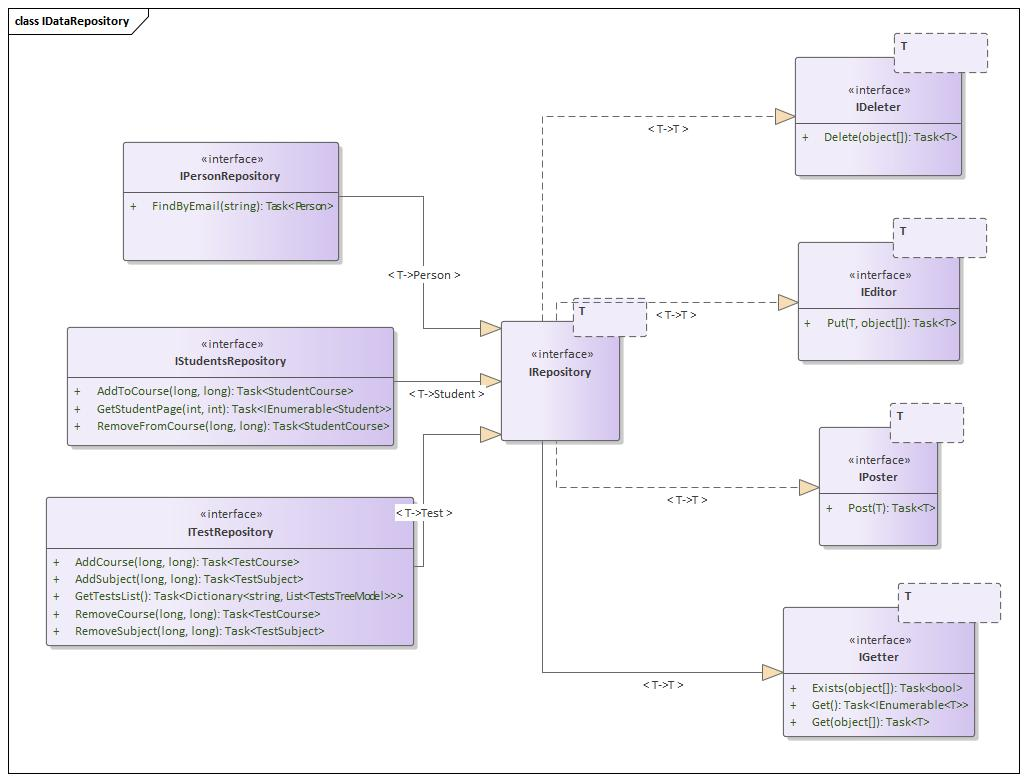 class IDataRepository
«interface»
IPersonRepository
+ FindByEmail(string): Task<Person>
< T->Person >
«interface»
IStudentsRepository
+ AddToCourse(long, long): Task<StudentCourse>
+ GetStudentPage(int, int): Task<IEnumerable<Student>>
+ RemoveFromCourse(long, long): Task<StudentCourse>
< T->Student >
«interface»
ITestRepository
+ AddCourse(long, long): Task<TestCourse>
+ AddSubject(long, long): Task<TestSubject>
+ GetTestsList(): Task<Dictionary<string, List<TestsTreeModel>>>
+ RemoveCourse(long, long): Task<TestCourse>
+ RemoveSubject(long, long): Task<TestSubject>
< T->Test >
T
«interface»
IRepository
< T->T >
T
«interface»
IDeleter
+ Delete(object[]): Task<T>
< T->T >
T
«interface»
IEditor
+ Put(T, object[]): Task<T>
< T->T >
T
«interface»
IPoster
+ Post(T): Task<T>
< T->T >
T
«interface»
IGetter
+ Exists(object[]): Task<bool>
+ Get(): Task<IEnumerable<T>>
+ Get(object[]): Task<T>